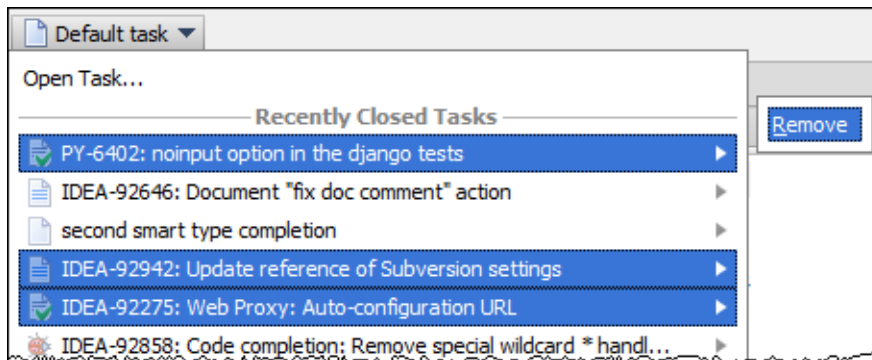 Default task
Open Task...
Recently Closed Tasks
Remove
PY-6402: noinput option in the django tests
IDEA-92646: Document "fix doc comment" action
second smart type completion
IDEA-92942: Update reference of Subversion settings
IDEA-92275: Web Proxy: Auto-configuration URL
IDEA-92858: Code completion: Remove special wildcard * handl...